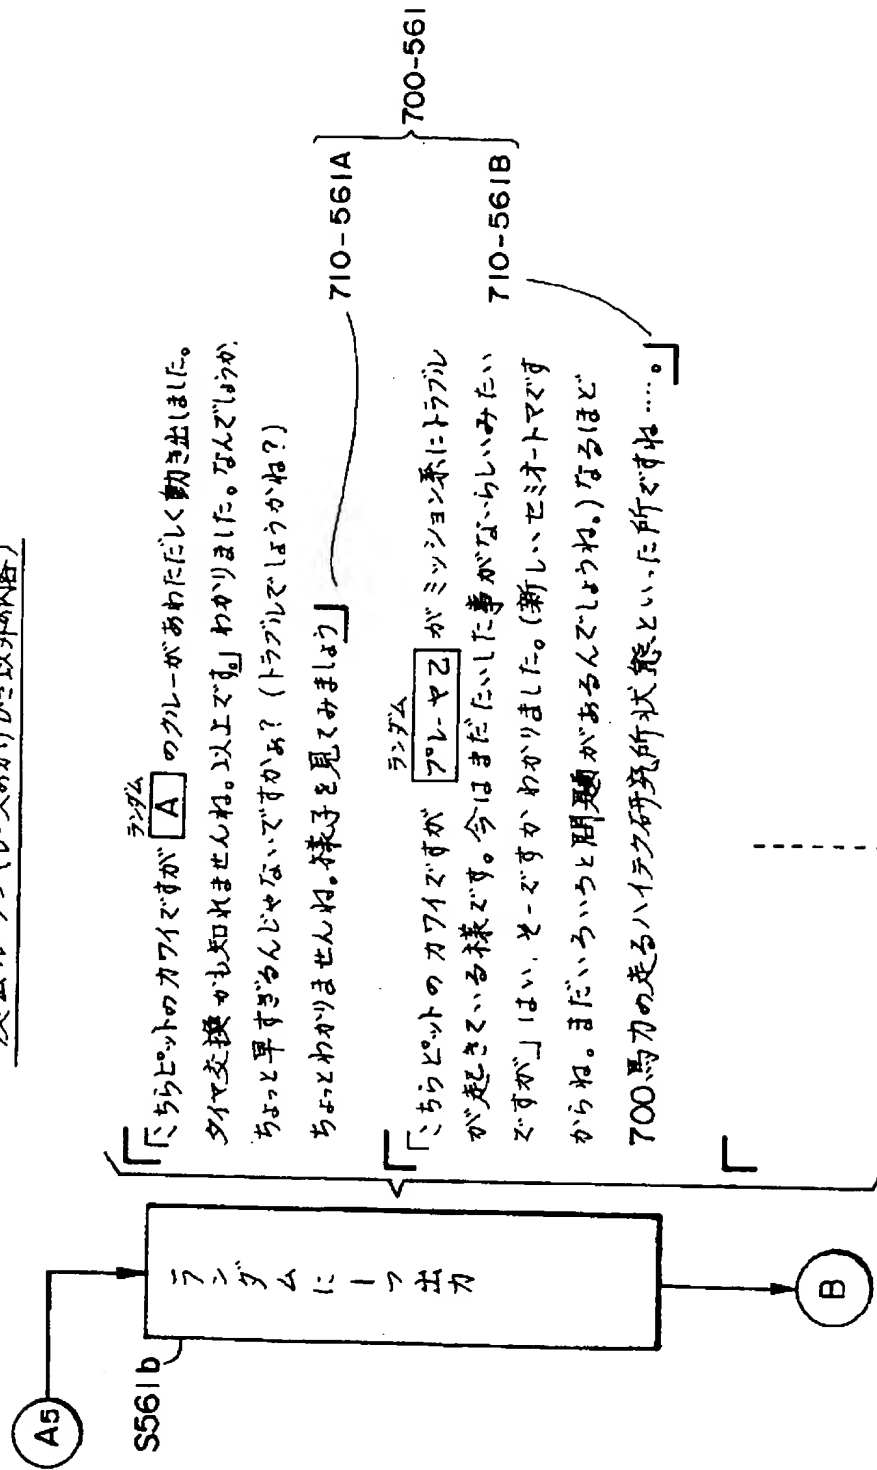 A5
S561b
ランダムに一つ出力
B
ランダム
「こちらピットのカワイですが A のクルーがあわただしく動き出しました。
タイヤ交換かも知れませんね。以上です。」わかりました。なんでしょうか、
ちょっと早すぎるんじゃないですかぁ?(トラブルでしょうかね?)
ちょっとわかりませんね。様子を見てみましょう」
710-561A
700-561
ランダム
「こちらピットのカワイですが プレーヤ2 がミッション系にトラブル
が起きている様です。今はまだたいした事がないらしいみたい
ですが」はい、そーですかわかりました。(新しいセミオートマです
からね。まだいろいろと問題があるんでしょうね。)なるほど
700馬力の走るハイテク研究所状態といった所ですね……。」
710-561B